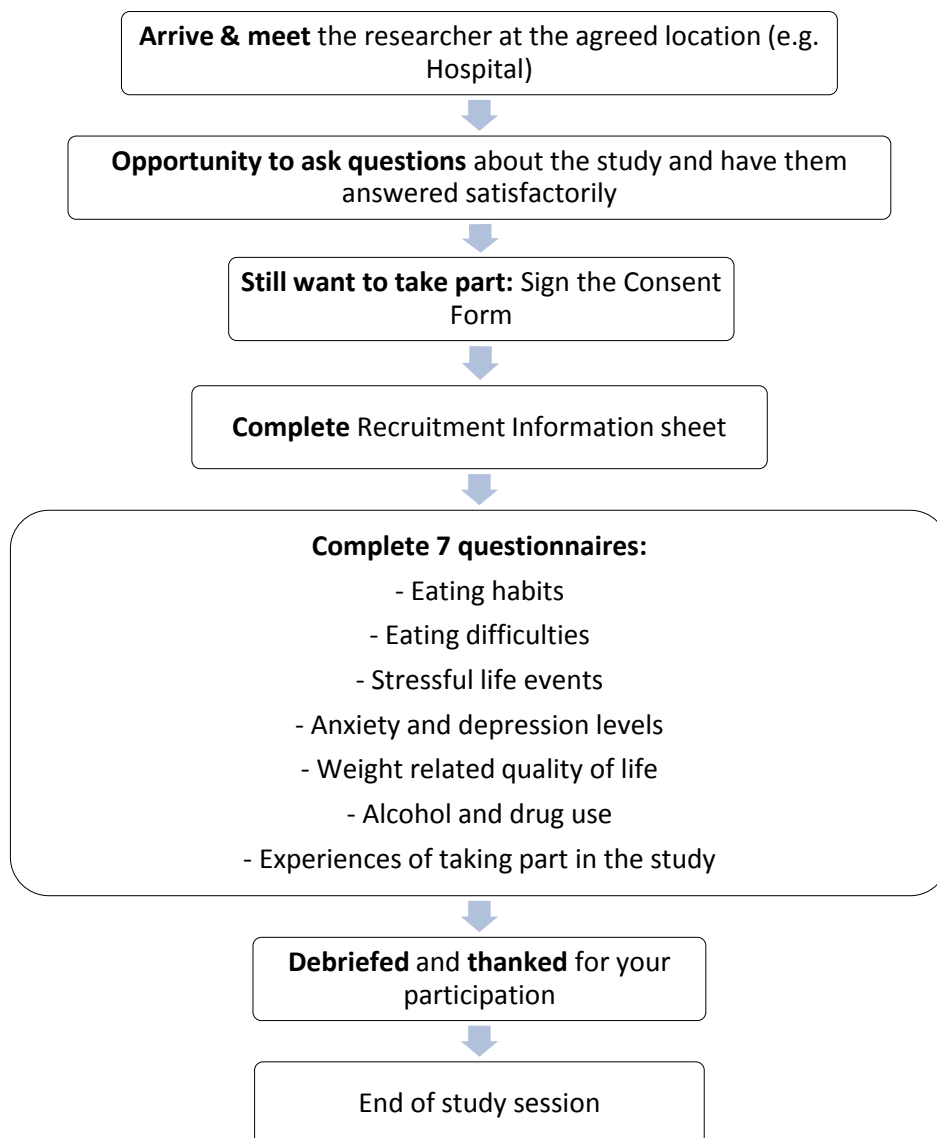 Arrive & meet the researcher at the agreed location (e.g.
Hospital)
Opportunity to ask questions about the study and have them
answered satisfactorily
Still want to take part: Sign the Consent
Form
Complete Recruitment Information sheet
Complete 7 questionnaires:
- Eating habits
- Eating difficulties
- Stressful life events
- Anxiety and depression levels
- Weight related quality of life
- Alcohol and drug use
- Experiences of taking part in the study
Debriefed and thanked for your
participation
End of study session